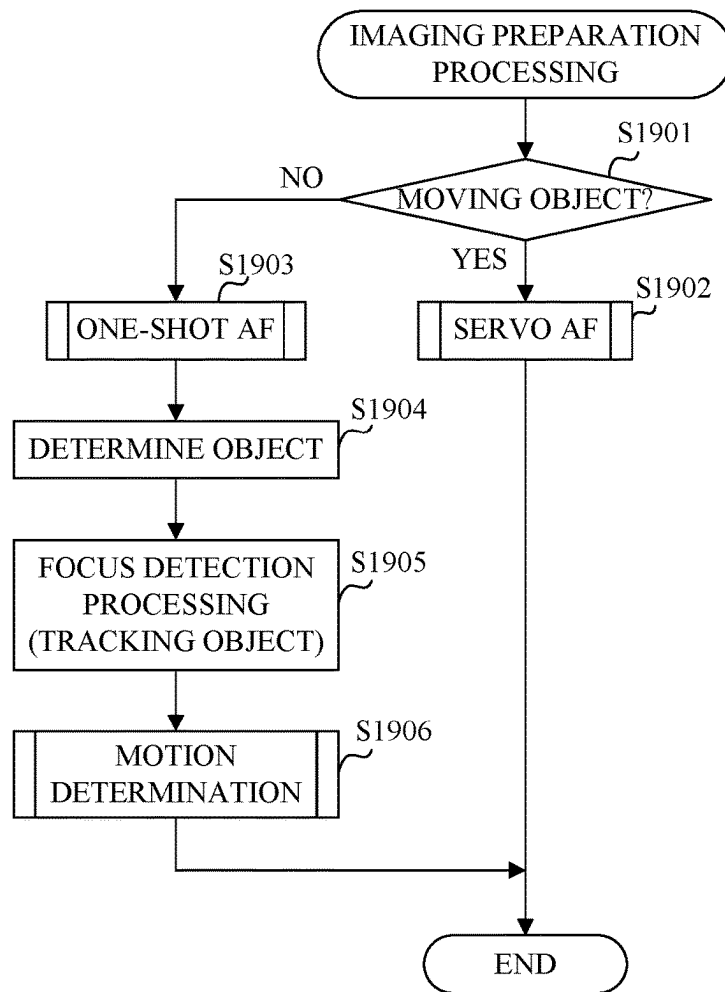 IMAGING PREPARATION
PROCESSING
S1901
MOVING OBJECT?
NO
YES
S1903
ONE-SHOT AF
S1902
SERVO AF
S1904
DETERMINE OBJECT
S1905
FOCUS DETECTION
PROCESSING
(TRACKING OBJECT)
S1906
MOTION
DETERMINATION
END